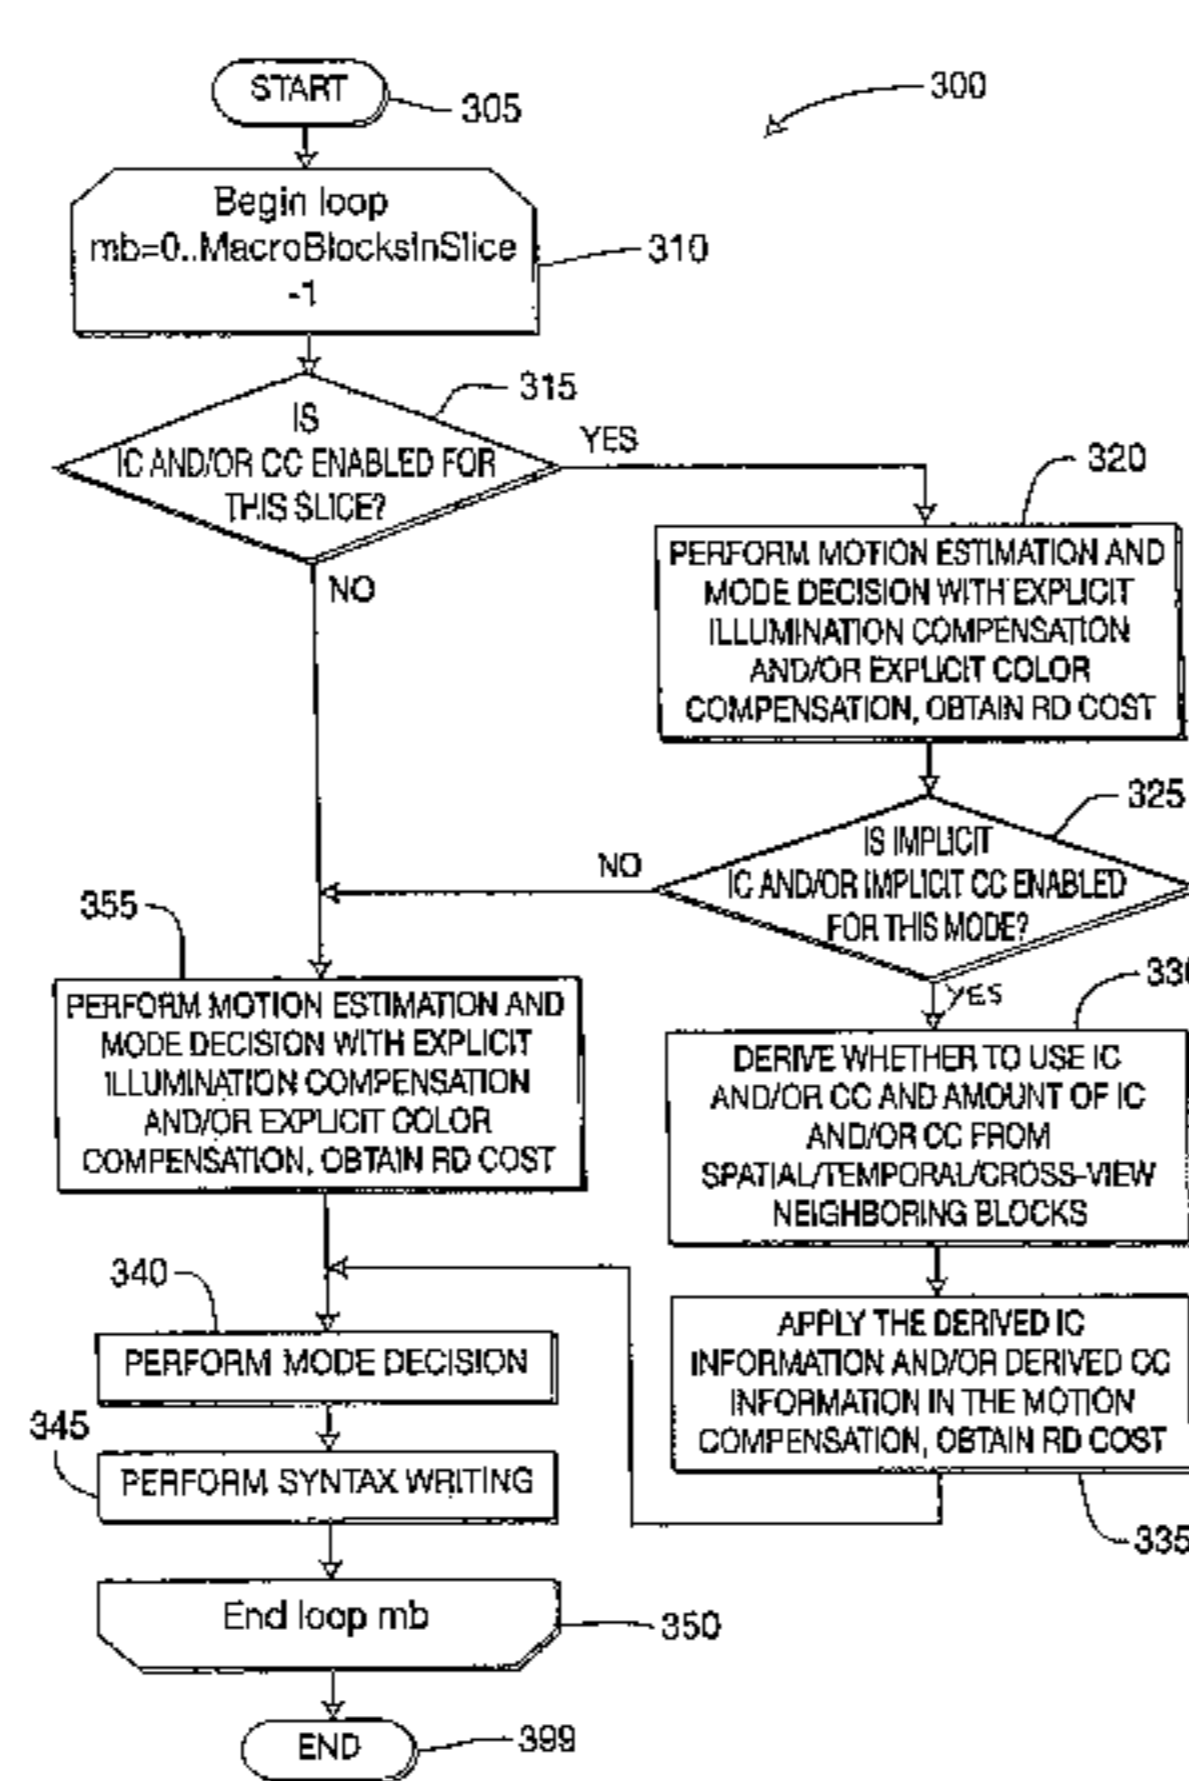 START
305
300
Begin loop
mb=0..MacroBlocksInSlice
-1
310
315
IS
IC AND/OR CC ENABLED FOR
THIS SLICE?
YES
NO
320
PERFORM MOTION ESTIMATION AND
MODE DECISION WITH EXPLICIT
ILLUMINATION COMPENSATION
AND/OR EXPLICIT COLOR
COMPENSATION, OBTAIN RD COST
325
IS IMPLICIT
IC AND/OR IMPLICIT CC ENABLED
FOR THIS MODE?
NO
YES
355
PERFORM MOTION ESTIMATION AND
MODE DECISION WITH EXPLICIT
ILLUMINATION COMPENSATION
AND/OR EXPLICIT COLOR
COMPENSATION, OBTAIN RD COST
330
DERIVE WHETHER TO USE IC
AND/OR CC AND AMOUNT OF IC
AND/OR CC FROM
SPATIAL/TEMPORAL/CROSS-VIEW
NEIGHBORING BLOCKS
340
PERFORM MODE DECISION
APPLY THE DERIVED IC
INFORMATION AND/OR DERIVED CC
INFORMATION IN THE MOTION
COMPENSATION, OBTAIN RD COST
335
345
PERFORM SYNTAX WRITING
End loop mb
350
END
399